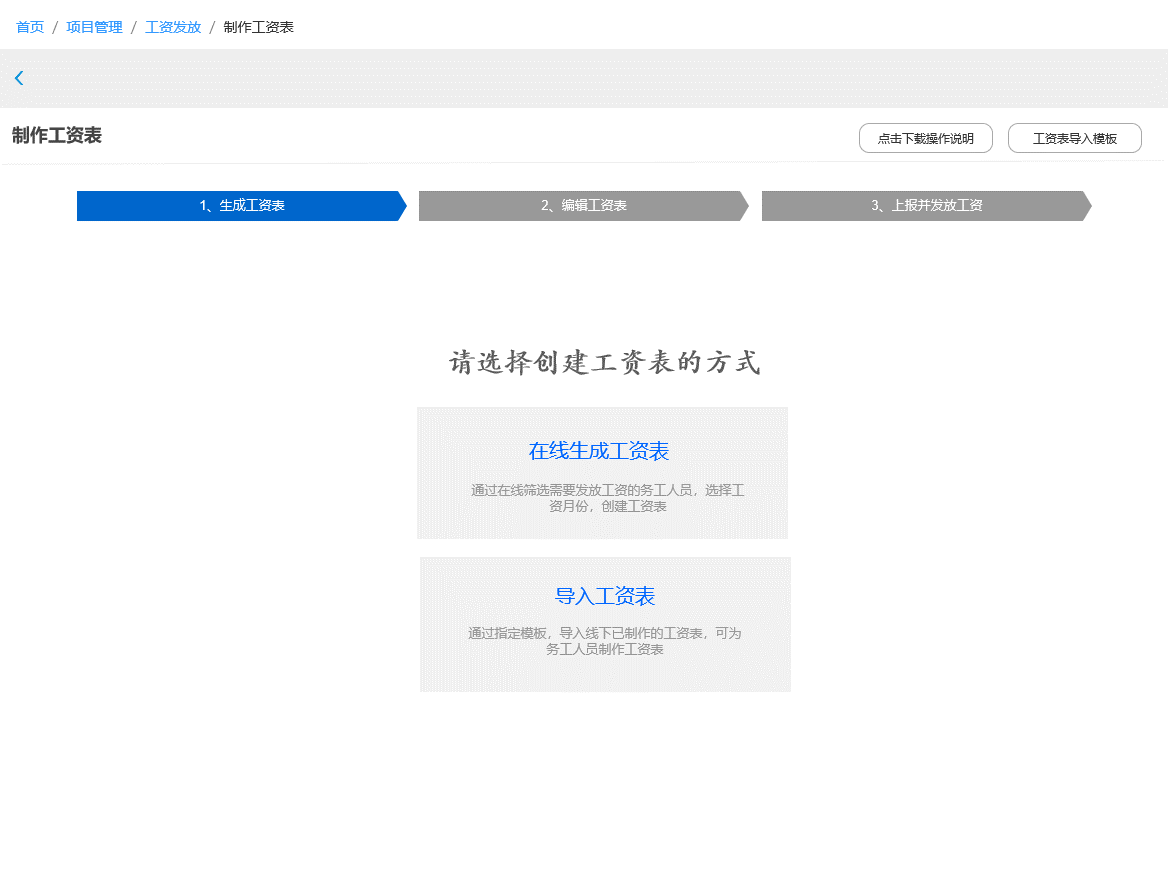 首页 / 项目管理 / 工资发放 / 制作工资表
制作工资表
点击下载操作说明
工资表导入模板
1、生成工资表
2、编辑工资表
3、上报并发放工资
请选择创建工资表的方式
在线生成工资表
通过在线筛选需要发放工资的务工人员，选择工
资月份，创建工资表
导入工资表
通过指定模板，导入线下已制作的工资表，可为
务工人员制作工资表